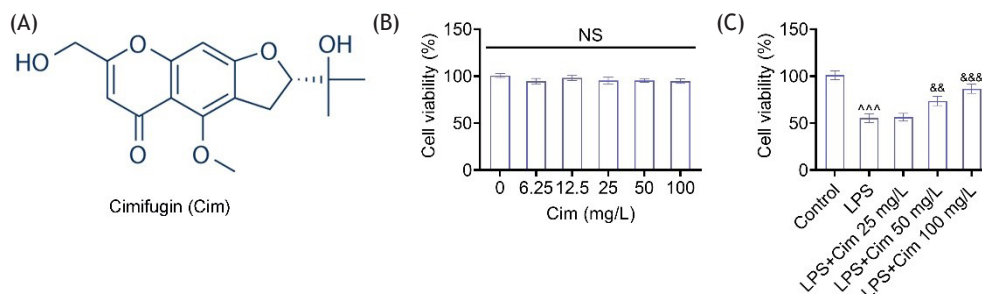 (A)
HO
O
O
OH
O
O
Cimifugin (Cim)
(B)
Cell viability (%)
150
100
50
0
NS
0 6.25 12.5 25 50 100
Cim (mg/L)
(C)
Cell viability (%)
150
100
50
0
^^^
&&
&&&
Control
LPS
LPS+Cim 25 mg/L
LPS+Cim 50 mg/L
LPS+Cim 100 mg/L